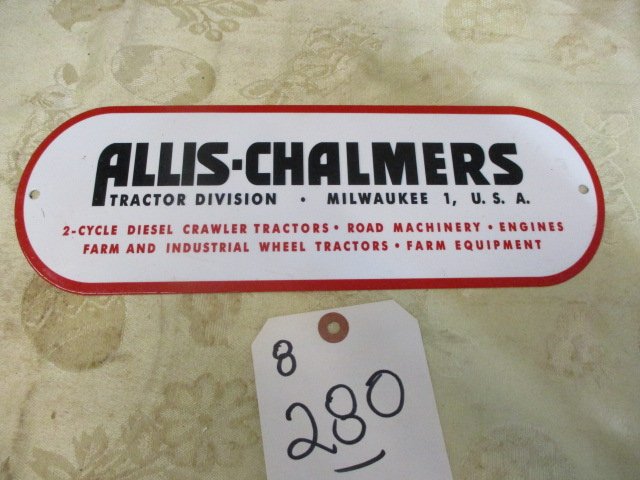 ALLIS-CHALMERS
TRACTOR DIVISION • MILWAUKEE 1, U. S. A.
2-CYCLE DIESEL CRAWLER TRACTORS • ROAD MACHINERY • ENGINES
FARM AND INDUSTRIAL WHEEL TRACTORS • FARM EQUIPMENT
8
280